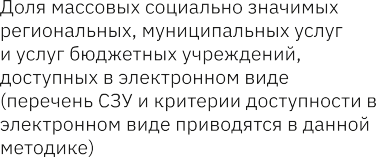 Доля массовых социально значимых
региональных, муниципальных услуг
и услуг бюджетных учреждений,
доступных в электронном виде
(перечень СЗУ и критерии доступности в
электронном виде приводятся в данной
методике)